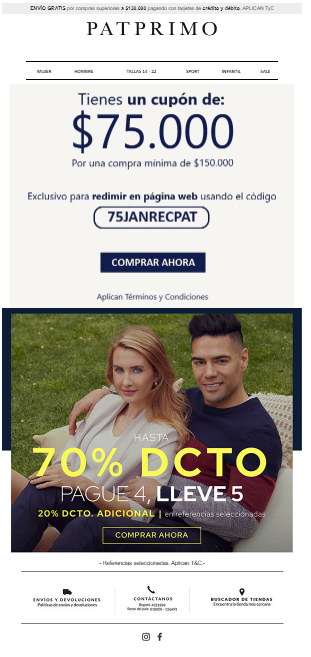 ENVÍO GRATIS por compras superiores a $130.000 pagando con tarjetas de crédito y débito. APLICAN TyC
PATPRIMO
MUJER HOMBRE TALLAS 14 - 22 SPORT INFANTIL SALE
Tienes un cupón de:
$75.000
Por una compra mínima de $150.000
Exclusivo para redimir en página web usando el código
75JANRECPAT
COMPRAR AHORA
Aplican Términos y Condiciones
HASTA
70% DCTO
PAGUE 4, LLEVE 5
20% DCTO. ADICIONAL | en referencias seleccionadas
COMPRAR AHORA
- Referencias seleccionadas. Aplican T&C.-
ENVÍOS Y DEVOLUCIONES CONTÁCTANOS BUSCADOR DE TIENDAS
Políticas de envíos y devoluciones Encuentra la tienda más cercana